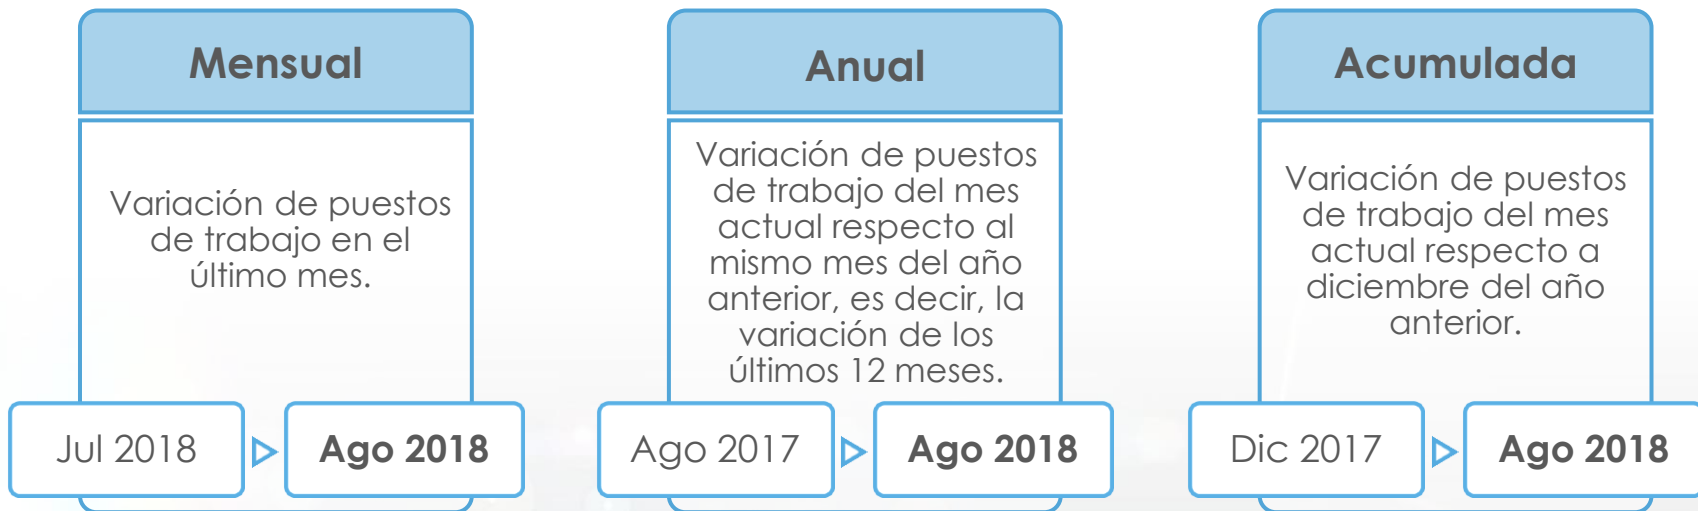 Mensual
Variación de puestos
de trabajo en el
último mes.
Jul 2018
Ago 2018
Anual
Variación de puestos
de trabajo del mes
actual respecto al
mismo mes del año
anterior, es decir, la
variación de los
últimos 12 meses.
Ago 2017
Ago 2018
Acumulada
Variación de puestos
de trabajo del mes
actual respecto a
diciembre del año
anterior.
Dic 2017
Ago 2018